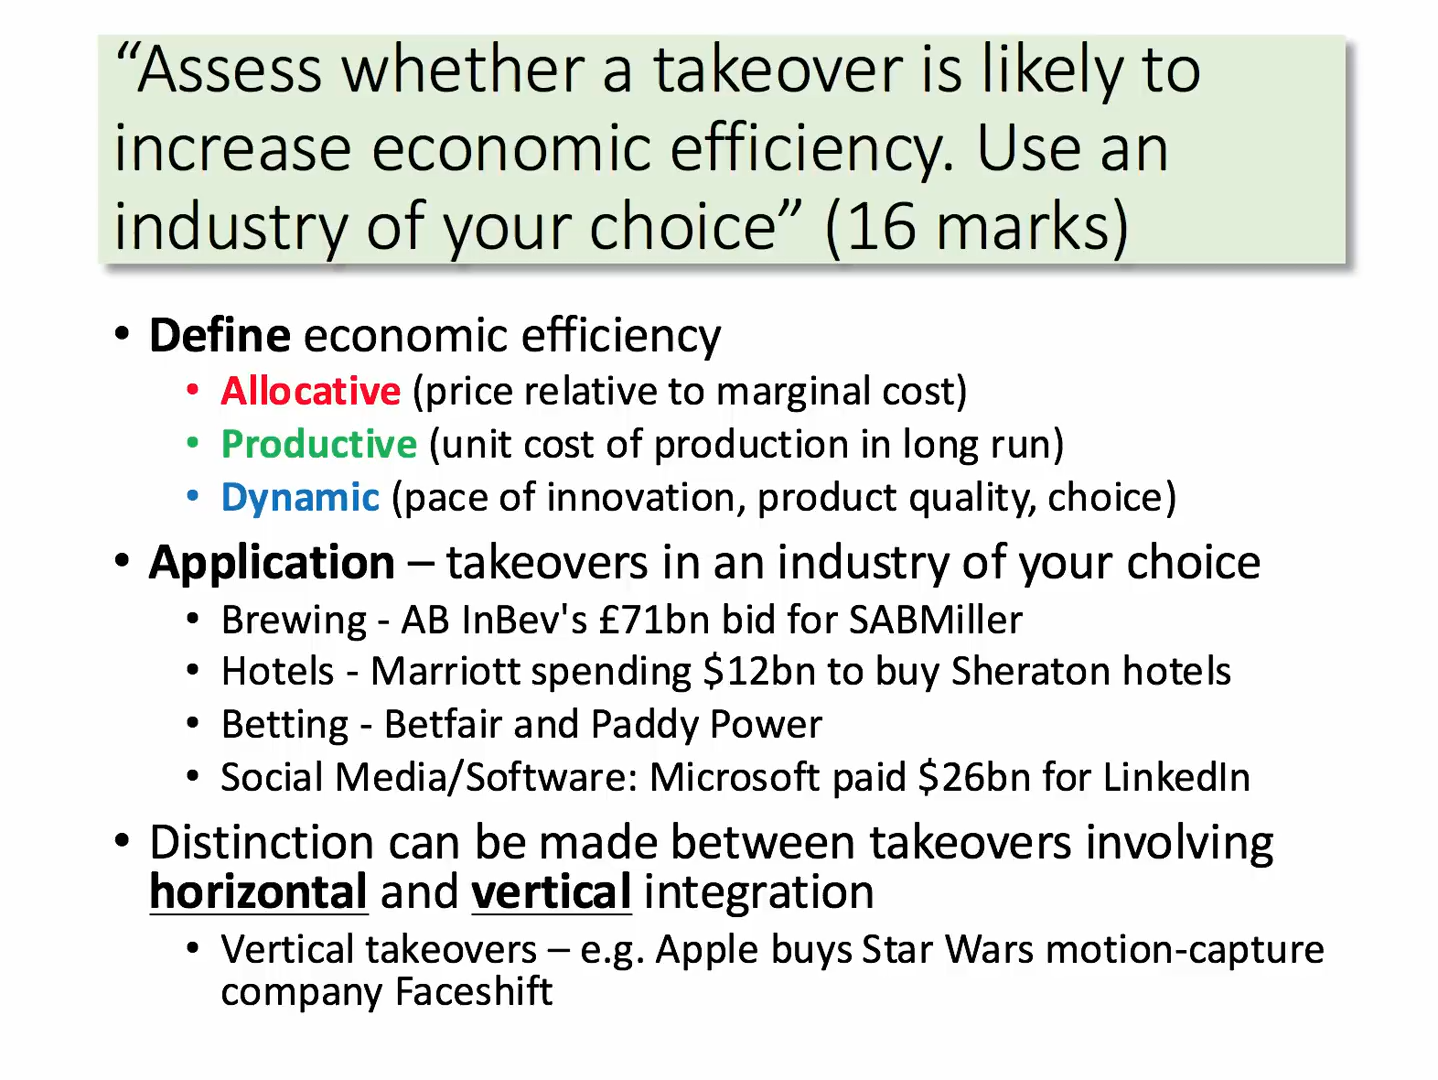 “Assess whether a takeover is likely to
increase economic efficiency. Use an
industry of your choice” (16 marks)
• Define economic efficiency
• Allocative (price relative to marginal cost)
• Productive (unit cost of production in long run)
• Dynamic (pace of innovation, product quality, choice)
• Application – takeovers in an industry of your choice
• Brewing - AB InBev's £71bn bid for SABMiller
• Hotels - Marriott spending $12bn to buy Sheraton hotels
• Betting - Betfair and Paddy Power
• Social Media/Software: Microsoft paid $26bn for LinkedIn
• Distinction can be made between takeovers involving
horizontal and vertical integration
• Vertical takeovers – e.g. Apple buys Star Wars motion-capture
company Faceshift